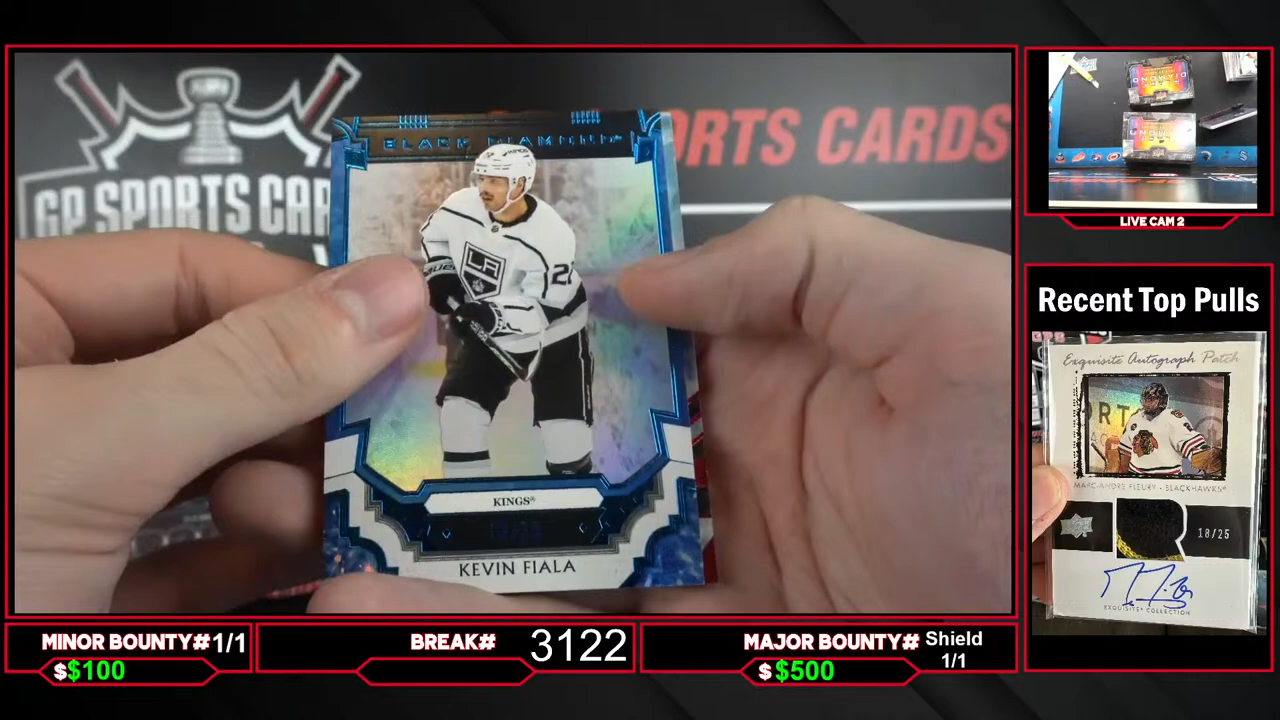 BLACK DIAMOND
GP SPORTS CAR
ORTS CARDS
LA
KINGS
KEVIN FIALA
LIVE CAM 2
Recent Top Pulls
Exquisite Autograph Patch
MARC-ANDRE FLEURY - BLACKHAWKS
18/25
EXQUISITE COLLECTION
MINOR BOUNTY# 1/1
$$100
BREAK#
3122
MAJOR BOUNTY# Shield
1/1
$$500